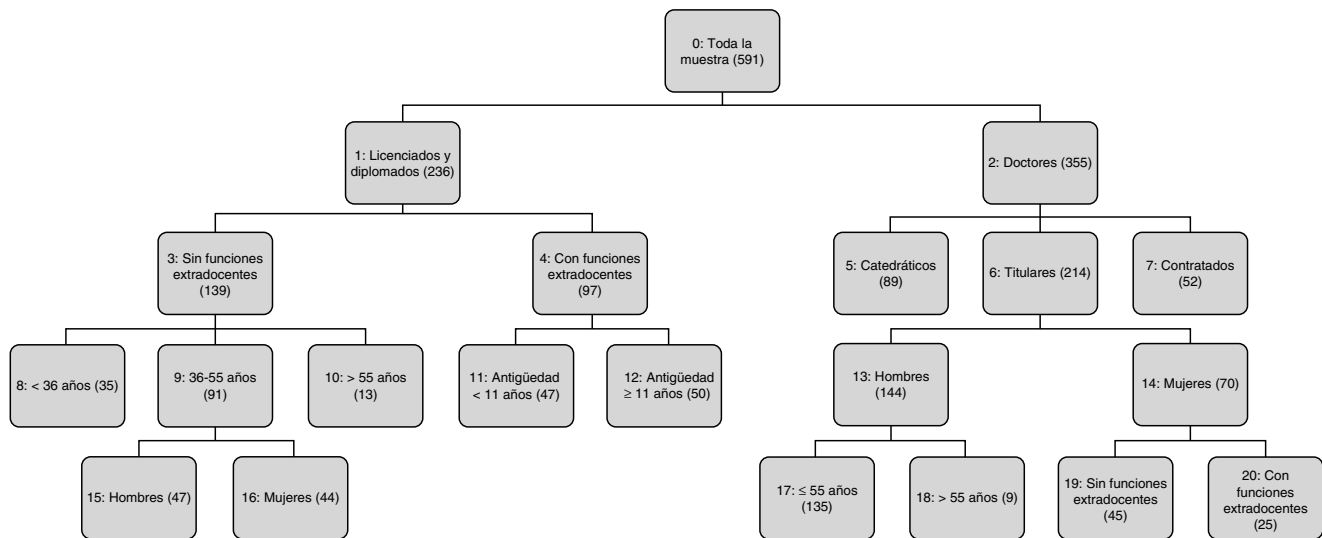 0: Toda la
muestra (591)
1: Licenciados y
diplomados (236)
2: Doctores (355)
3: Sin funciones
extradocentes
(139)
4: Con funciones
extradocentes
(97)
5: Catedráticos
(89)
6: Titulares (214)
7: Contratados
(52)
8: < 36 años (35)
9: 36-55 años
(91)
10: > 55 años
(13)
11: Antigüedad
< 11 años (47)
12: Antigüedad
≥ 11 años (50)
13: Hombres
(144)
14: Mujeres (70)
15: Hombres (47)
16: Mujeres (44)
17: ≤ 55 años
(135)
18: > 55 años (9)
19: Sin funciones
extradocentes
(45)
20: Con
funciones
extradocentes
(25)